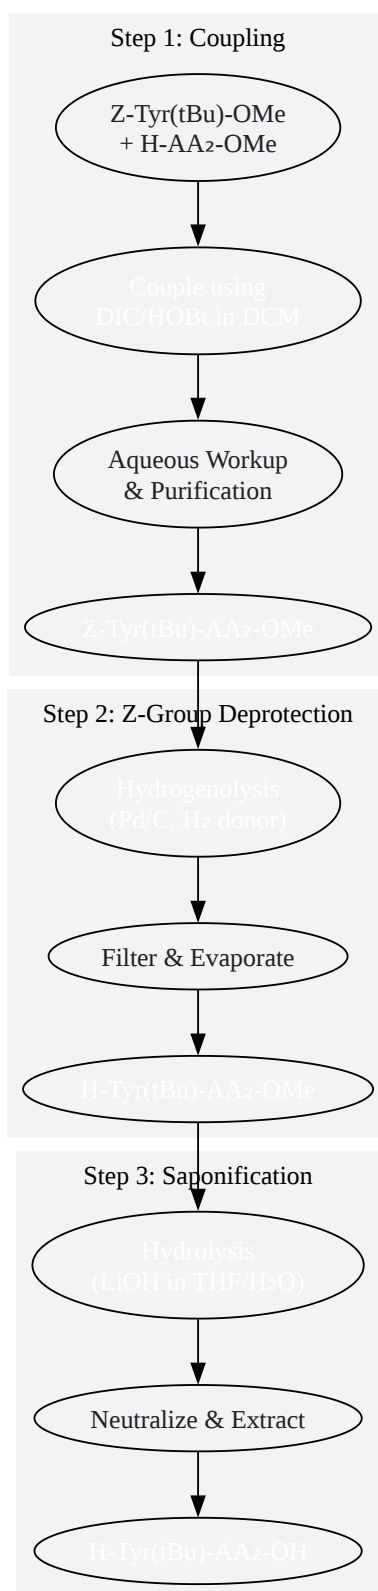 Step 1: Coupling
Z-Tyr(tBu)-OMe
+ H-AA₂-OMe
Couple using
DIC/HOBt in DCM
Aqueous Workup
& Purification
Z-Tyr(tBu)-AA₂-OMe
Step 2: Z-Group Deprotection
Hydrogenolysis
(Pd/C, H₂ donor)
Filter & Evaporate
H-Tyr(tBu)-AA₂-OMe
Step 3: Saponification
Hydrolysis
(LiOH in THF/H₂O)
Neutralize & Extract
H-Tyr(tBu)-AA₂-OH